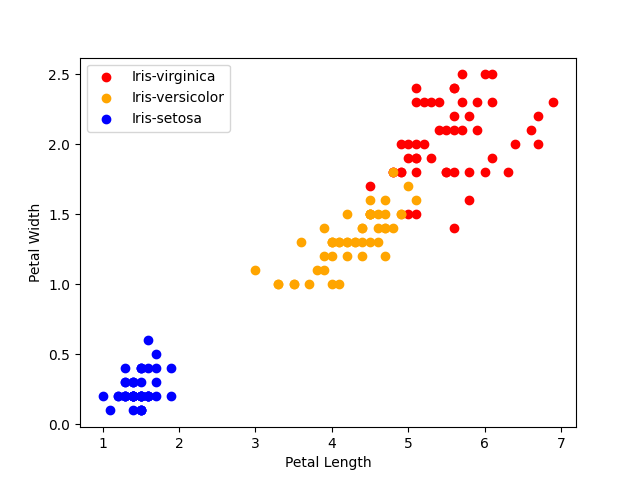 Iris-virginica
Iris-versicolor
Iris-setosa
2.5
2.0
1.5
1.0
0.5
0.0
Petal Width
1 2 3 4 5 6 7
Petal Length